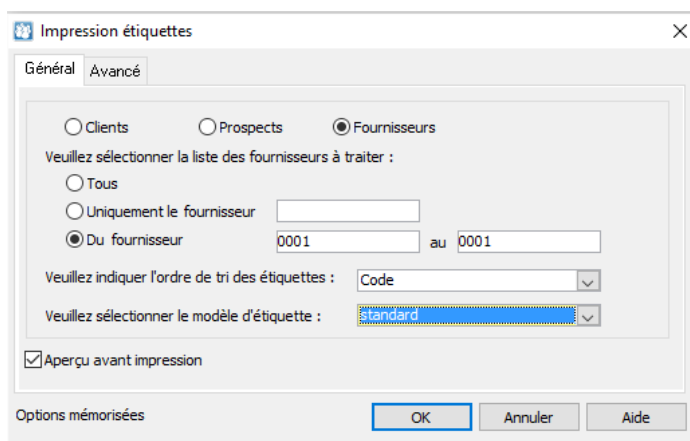 Impression étiquettes
Général Avancé
Clients Prospects Fournisseurs
Veuillez sélectionner la liste des fournisseurs à traiter :
Tous
Uniquement le fournisseur
Du fournisseur 0001 au 0001
Veuillez indiquer l'ordre de tri des étiquettes : Code
Veuillez sélectionner le modèle d'étiquette : standard
Aperçu avant impression
Options mémorisées OK Annuler Aide